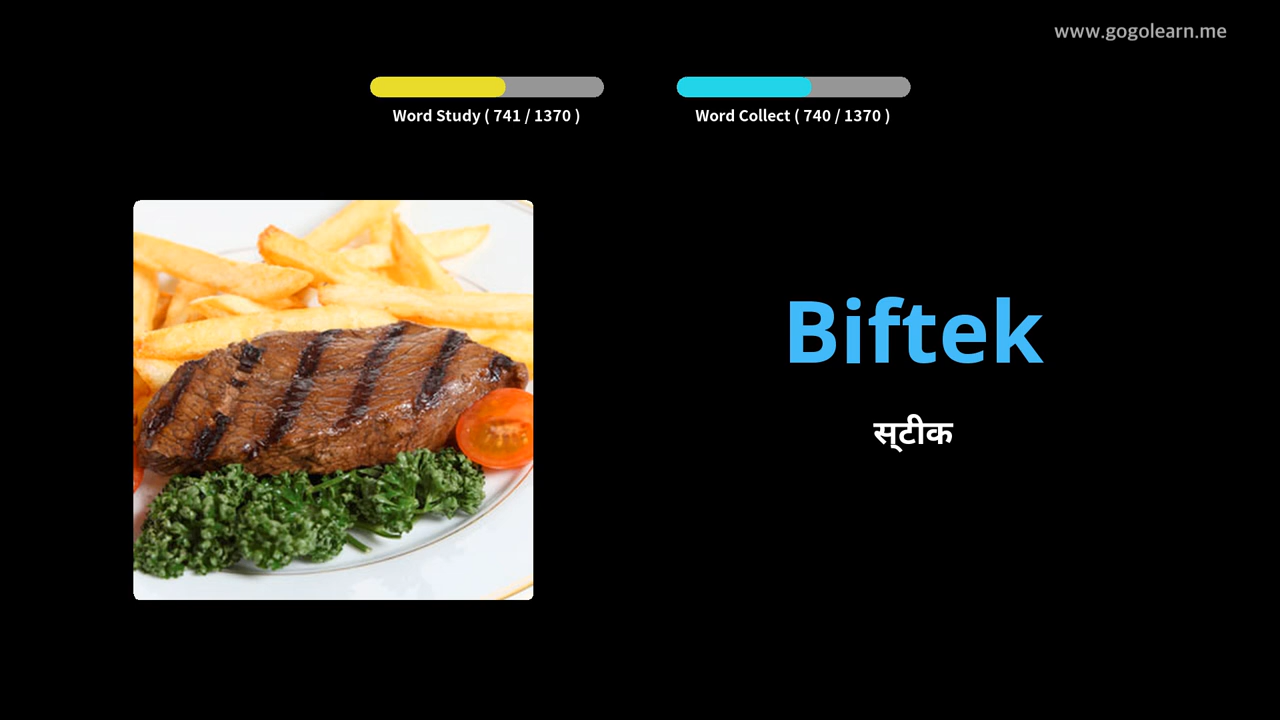 www.gogolearn.me
Word Study ( 741 / 1370 )
Word Collect ( 740 / 1370 )
Biftek
स्टीक